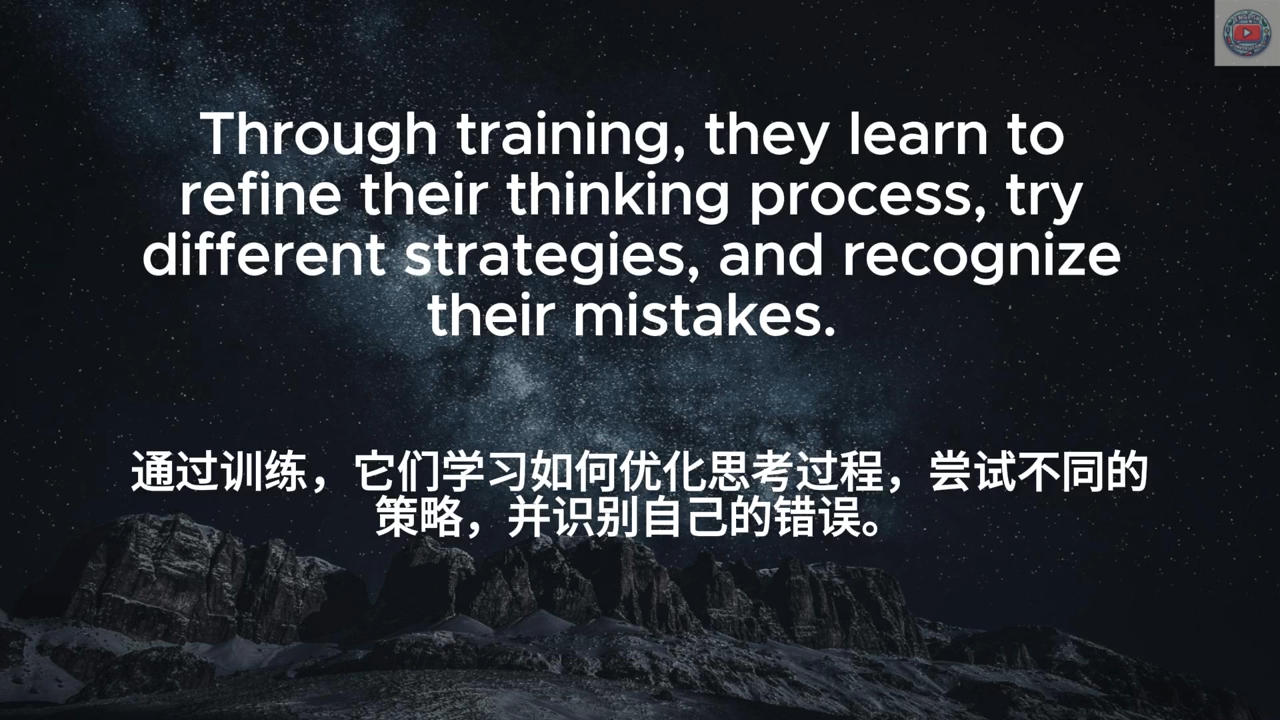 Through training, they learn to
refine their thinking process, try
different strategies, and recognize
their mistakes.
通过训练，它们学习如何优化思考过程，尝试不同的
策略，并识别自己的错误。